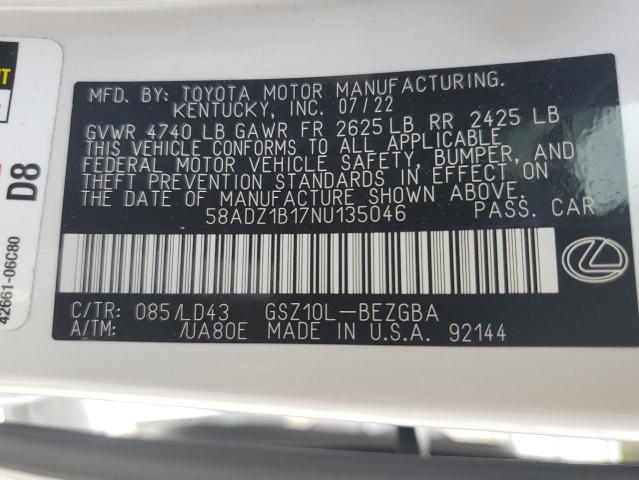 MFD. BY: TOYOTA MOTOR MANUFACTURING.
KENTUCKY, INC. 07/22
GVWR 4740 LB GAWR FR 2625 LB RR 2425 LB
THIS VEHICLE CONFORMS TO ALL APPLICABLE
FEDERAL MOTOR VEHICLE SAFETY, BUMPER, AND
THEFT PREVENTION STANDARDS IN EFFECT ON
THE DATE OF MANUFACTURE SHOWN ABOVE.
58ADZ1B17NU135046 PASS. CAR
C/TR: 085/LD43 GSZ10L-BEZGBA
A/TM: /UA80E MADE IN U.S.A. 92144
D8
42661-06C80